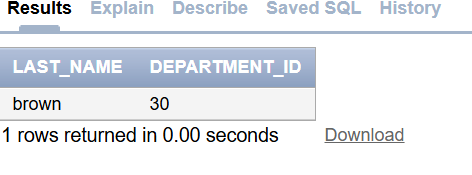 Results Explain Describe Saved SQL History
LAST_NAME DEPARTMENT_ID
brown 30
1 rows returned in 0.00 seconds Download